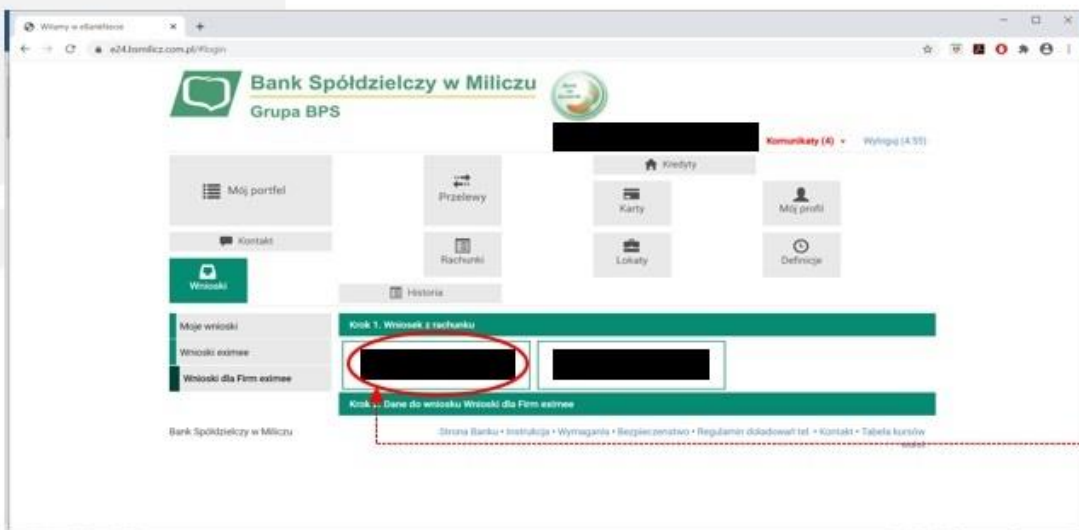 Witamy w eBankNecie
e24.bsmilicz.com.pl/#login
Bank Spółdzielczy w Miliczu
Grupa BPS
Komunikaty (4)
Wyloguj (4:55)
Mój portfel
Przelewy
Kredyty
Karty
Mój profil
Kontakt
Rachunki
Lokaty
Definicje
Wnioski
Historia
Moje wnioski
Wnioski eximee
Wnioski dla Firm eximee
Krok 1. Wniosek z rachunku
Krok 2. Dane do wniosku Wnioski dla Firm eximee
Bank Spółdzielczy w Miliczu
Strona Banku • Instrukcja • Wymagania • Bezpieczeństwo • Regulamin doładowań tel. • Kontakt • Tabela kursów
walut